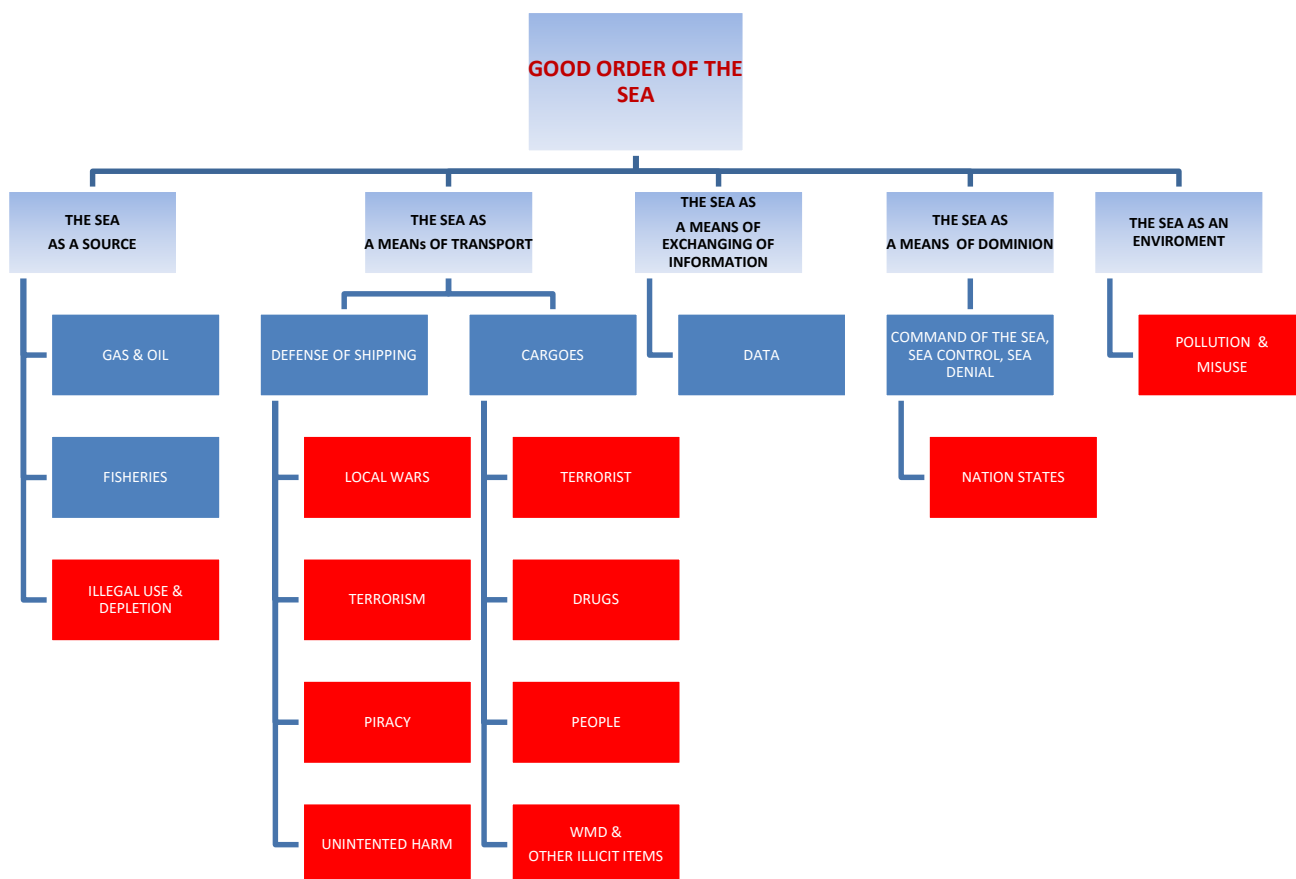 GOOD ORDER OF THE
SEA
THE SEA
AS A SOURCE
THE SEA AS
A MEANs OF TRANSPORT
THE SEA AS
A MEANS OF
EXCHANGING OF
INFORMATION
THE SEA AS
A MEANS OF DOMINION
THE SEA AS AN
ENVIROMENT
GAS & OIL
DEFENSE OF SHIPPING
CARGOES
DATA
COMMAND OF THE SEA,
SEA CONTROL, SEA
DENIAL
POLLUTION &
MISUSE
FISHERIES
LOCAL WARS
TERRORIST
NATION STATES
ILLEGAL USE &
DEPLETION
TERRORISM
DRUGS
PIRACY
PEOPLE
UNINTENTED HARM
WMD &
OTHER ILLICIT ITEMS